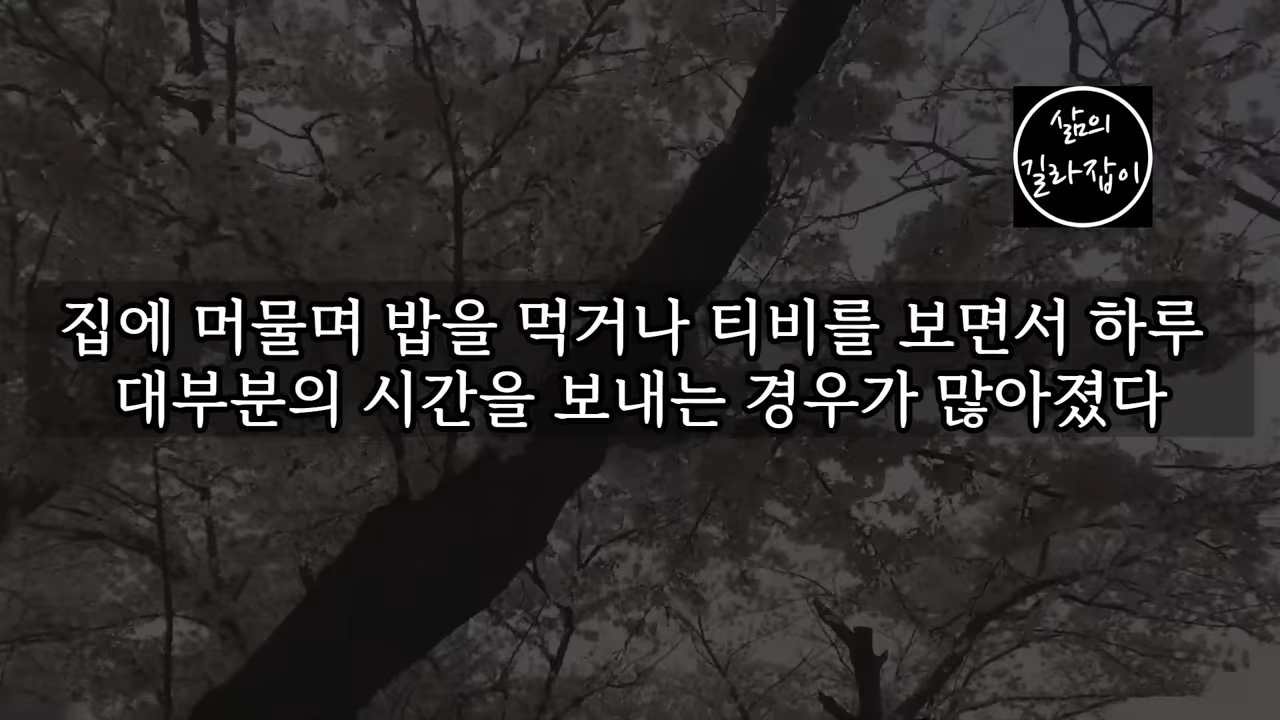 삶의
길라잡이
집에 머물며 밥을 먹거나 티비를 보면서 하루
대부분의 시간을 보내는 경우가 많아졌다